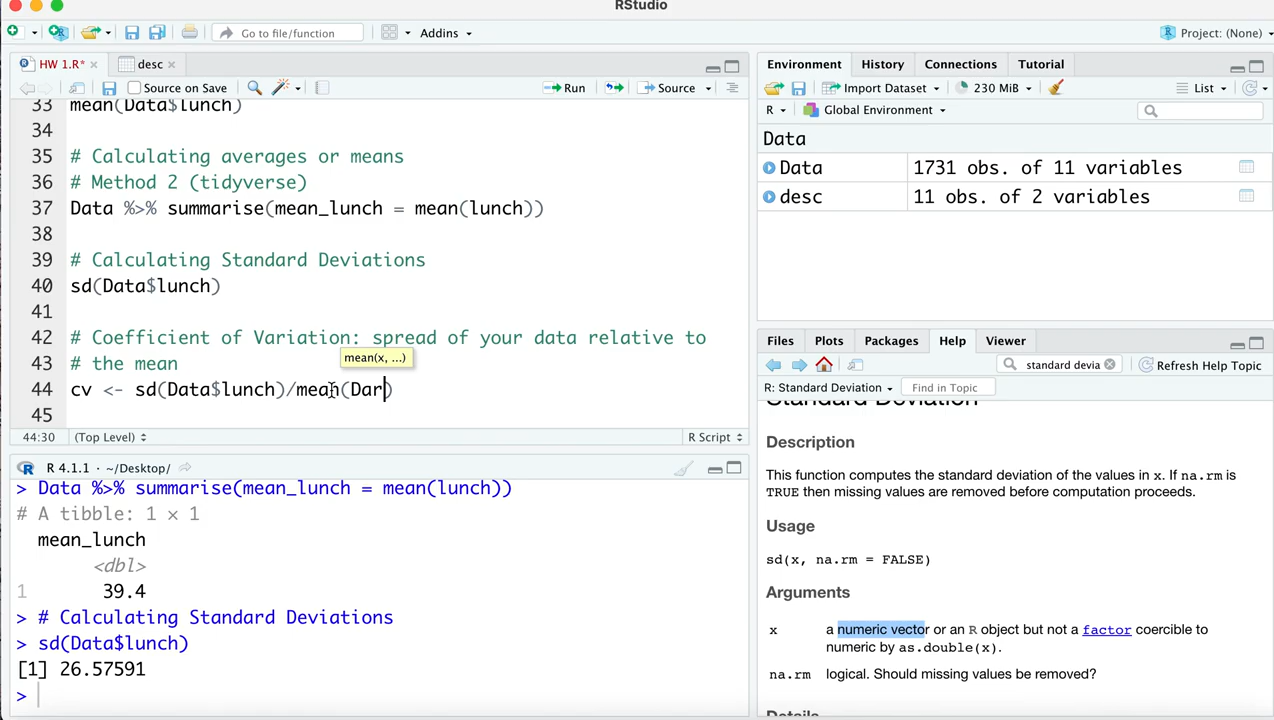 RStudio
Go to file/function
Addins
Project: (None)
HW 1.R*
desc
Source on Save
Run
Source
33 mean(Data$lunch)
34
35 # Calculating averages or means
36 # Method 2 (tidyverse)
37 Data %>% summarise(mean_lunch = mean(lunch))
38
39 # Calculating Standard Deviations
40 sd(Data$lunch)
41
42 # Coefficient of Variation: spread of your data relative to
43 # the mean
mean(x, ...)
44 cv <- sd(Data$lunch)/mean(Dar)
45
44:30 (Top Level) R Script
R 4.1.1 · ~/Desktop/
> Data %>% summarise(mean_lunch = mean(lunch))
# A tibble: 1 × 1
mean_lunch
<dbl>
1 39.4
> # Calculating Standard Deviations
> sd(Data$lunch)
[1] 26.57591
>
Environment History Connections Tutorial
Import Dataset 230 MiB List
R Global Environment
Data
Data 1731 obs. of 11 variables
desc 11 obs. of 2 variables
Files Plots Packages Help Viewer
standard devia Refresh Help Topic
R: Standard Deviation Find in Topic
Standard Deviation
Description
This function computes the standard deviation of the values in x. If na.rm is
TRUE then missing values are removed before computation proceeds.
Usage
sd(x, na.rm = FALSE)
Arguments
x a numeric vector or an R object but not a factor coercible to
numeric by as.double(x).
na.rm logical. Should missing values be removed?
Details